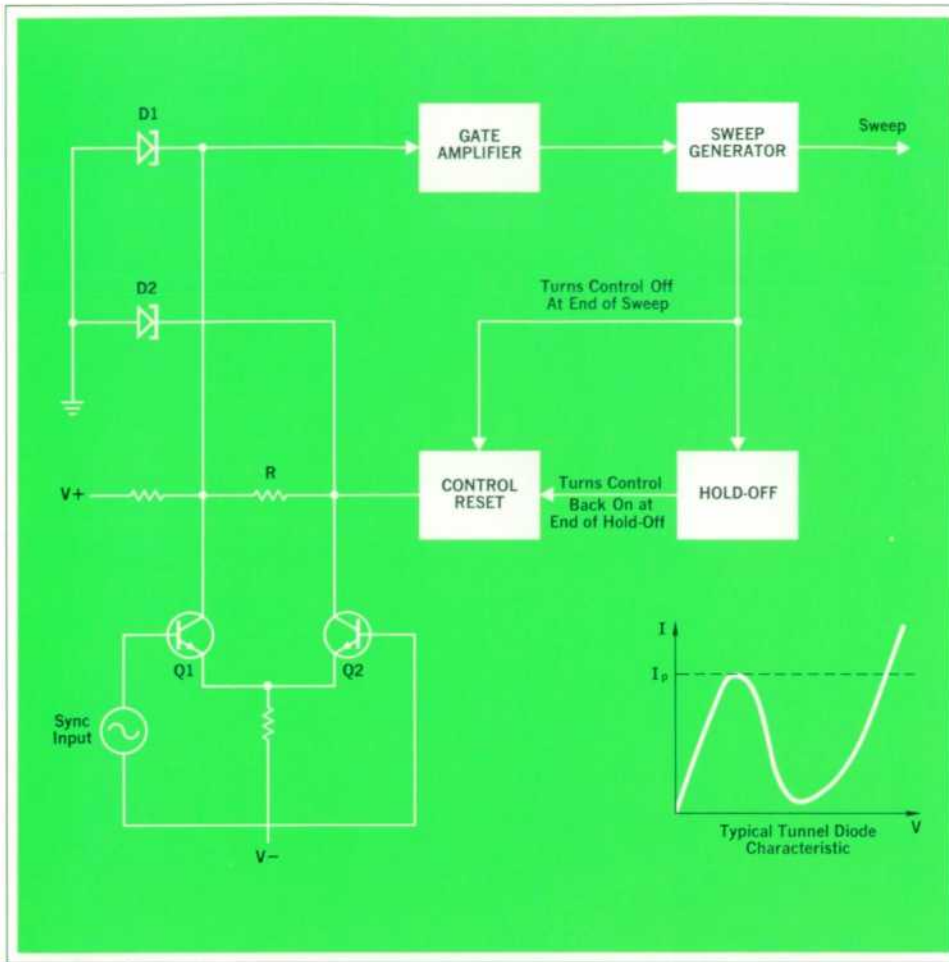 D1
GATE
AMPLIFIER
SWEEP
GENERATOR
Sweep
D2
Turns Control Off
At End of Sweep
V+
R
CONTROL
RESET
Turns Control
Back On at
End of Hold-Off
HOLD-OFF
Q1
Q2
Sync
Input
V−
I
Ip
V
Typical Tunnel Diode
Characteristic